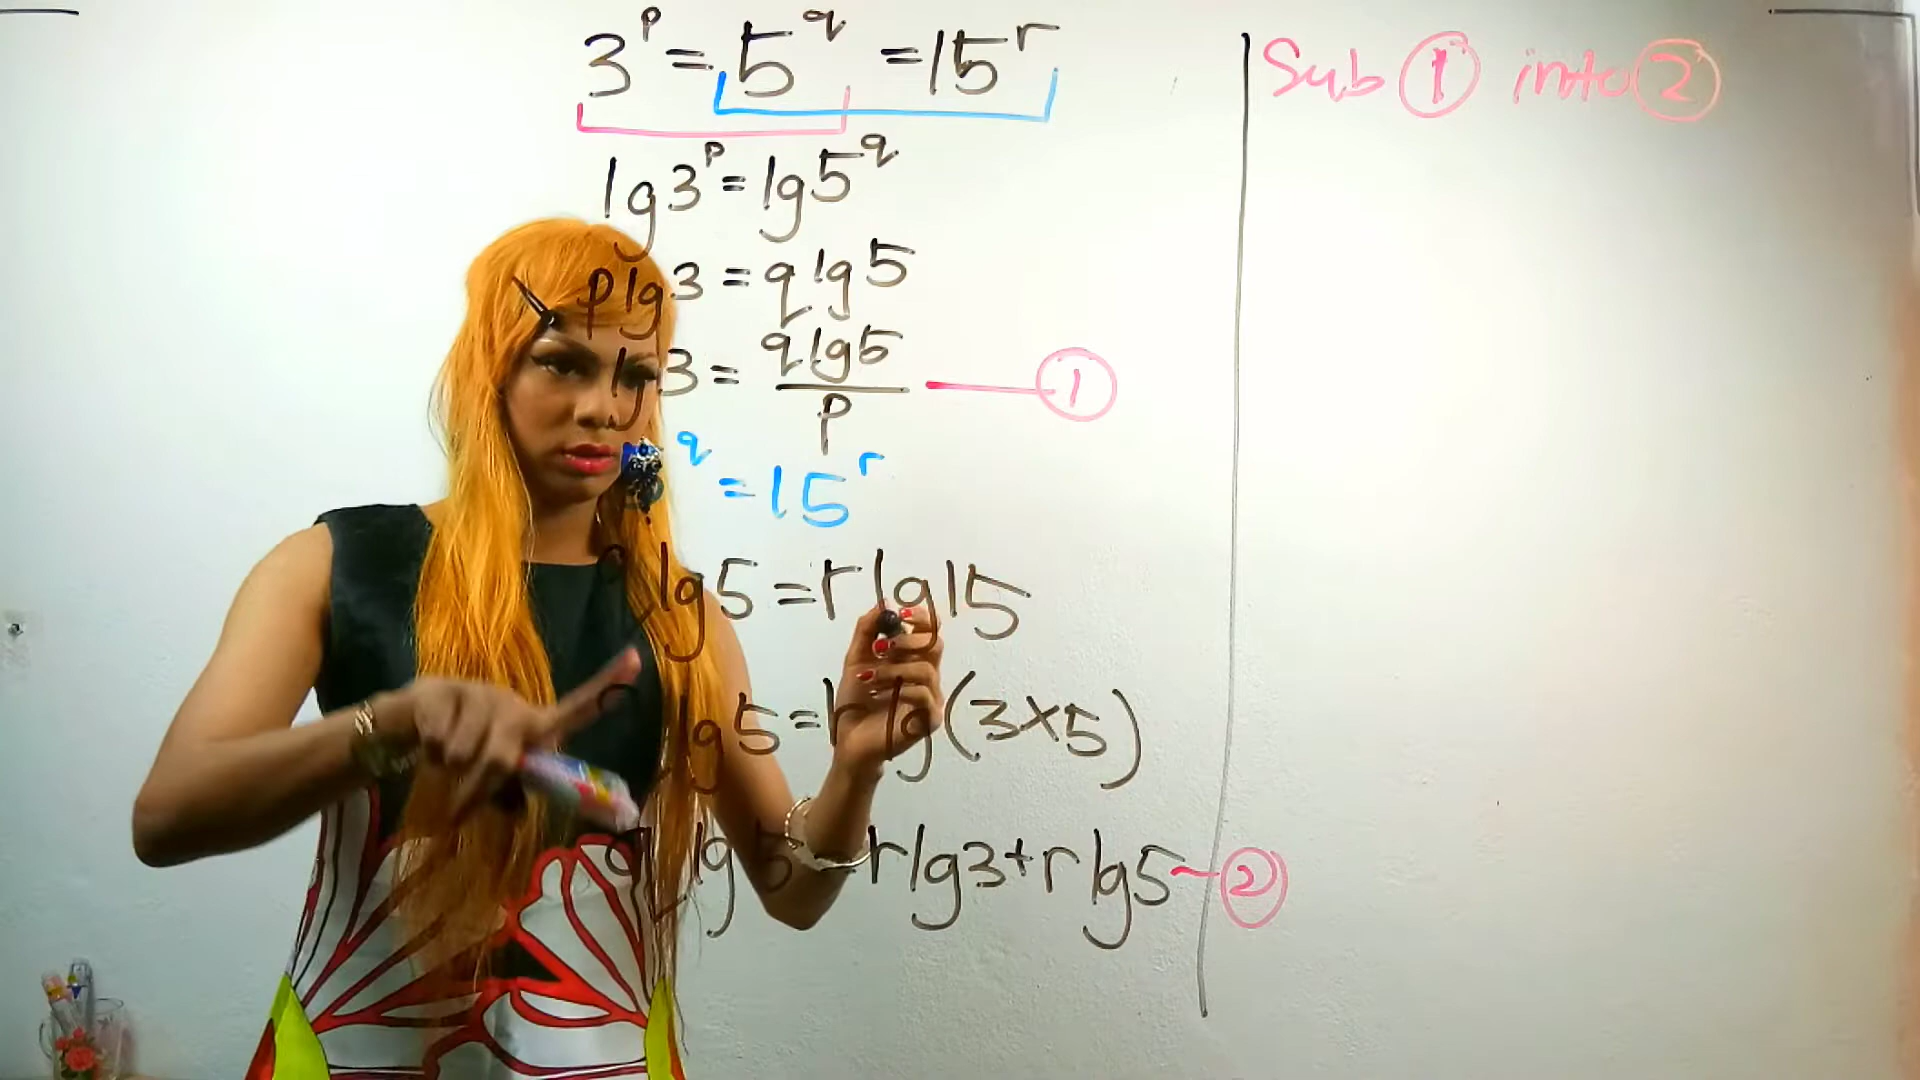 3^p = 5^q = 15^r
lg3^p = lg5^q
plg3 = qlg5
lg3 = qlg5/p — ①
^q = 15^r
lg5 = rlg15
lg5 = rlg(3×5)
q lg5 = rlg3+rlg5 — ②
Sub ① into ②